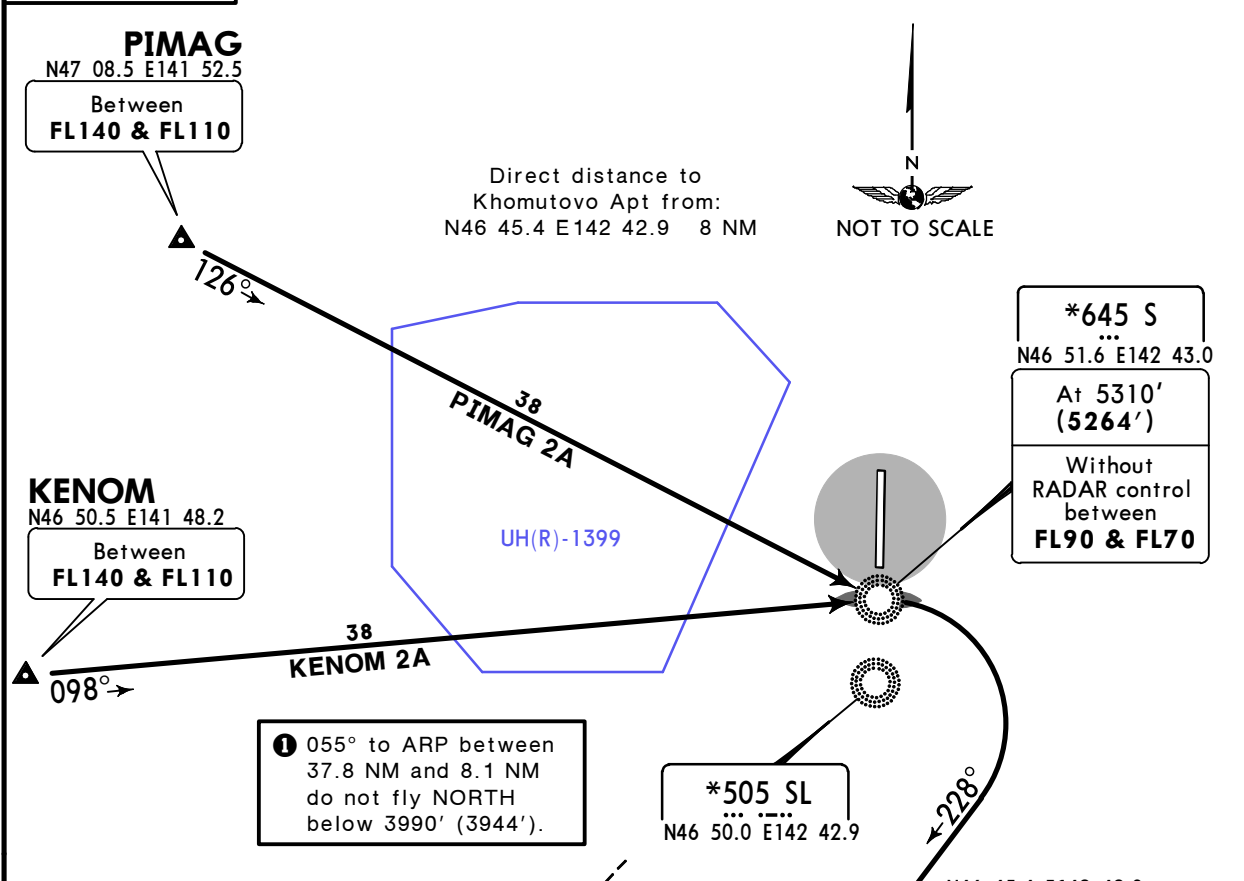 PIMAG
N47 08.5 E141 52.5
Between
FL140 & FL110
126°
Direct distance to
Khomutovo Apt from:
N46 45.4 E142 42.9 8 NM
N
NOT TO SCALE
*645 S
N46 51.6 E142 43.0
At 5310'
(5264')
Without
RADAR control
between
FL90 & FL70
38
PIMAG 2A
UH(R)-1399
KENOM
N46 50.5 E141 48.2
Between
FL140 & FL110
098°
38
KENOM 2A
1 055° to ARP between
37.8 NM and 8.1 NM
do not fly NORTH
below 3990' (3944').
*505 SL
N46 50.0 E142 42.9
228°